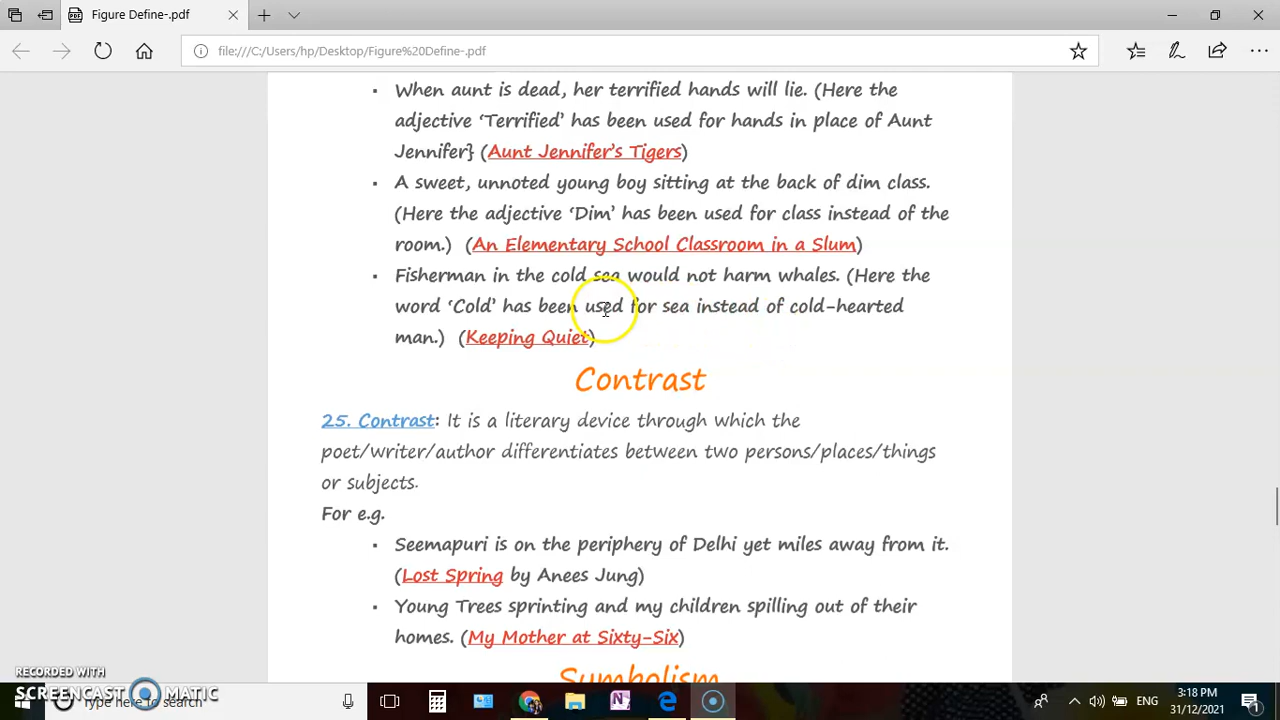 Figure Define-.pdf
file:///C:/Users/hp/Desktop/Figure%20Define-.pdf
When aunt is dead, her terrified hands will lie. (Here the
adjective ‘Terrified’ has been used for hands in place of Aunt
Jennifer} (Aunt Jennifer’s Tigers)
A sweet, unnoted young boy sitting at the back of dim class.
(Here the adjective ‘Dim’ has been used for class instead of the
room.) (An Elementary School Classroom in a Slum)
Fisherman in the cold sea would not harm whales. (Here the
word ‘Cold’ has been used for sea instead of cold-hearted
man.) (Keeping Quiet)
Contrast
25. Contrast: It is a literary device through which the
poet/writer/author differentiates between two persons/places/things
or subjects.
For e.g.
Seemapuri is on the periphery of Delhi yet miles away from it.
(Lost Spring by Anees Jung)
Young Trees sprinting and my children spilling out of their
homes. (My Mother at Sixty-Six)
Symbolism
RECORDED WITH
SCREENCAST MATIC
Type here to search
ENG
3:18 PM
31/12/2021